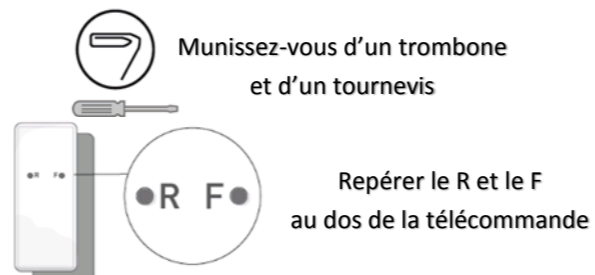 Munissez-vous d’un trombone
et d’un tournevis
R F
R F
Repérer le R et le F
au dos de la télécommande